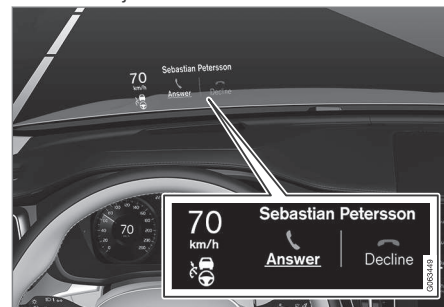 Sebastian Petersson
70
km/h
Answer
Decline
70
Sebastian Petersson
70
km/h
Answer
Decline
G063449